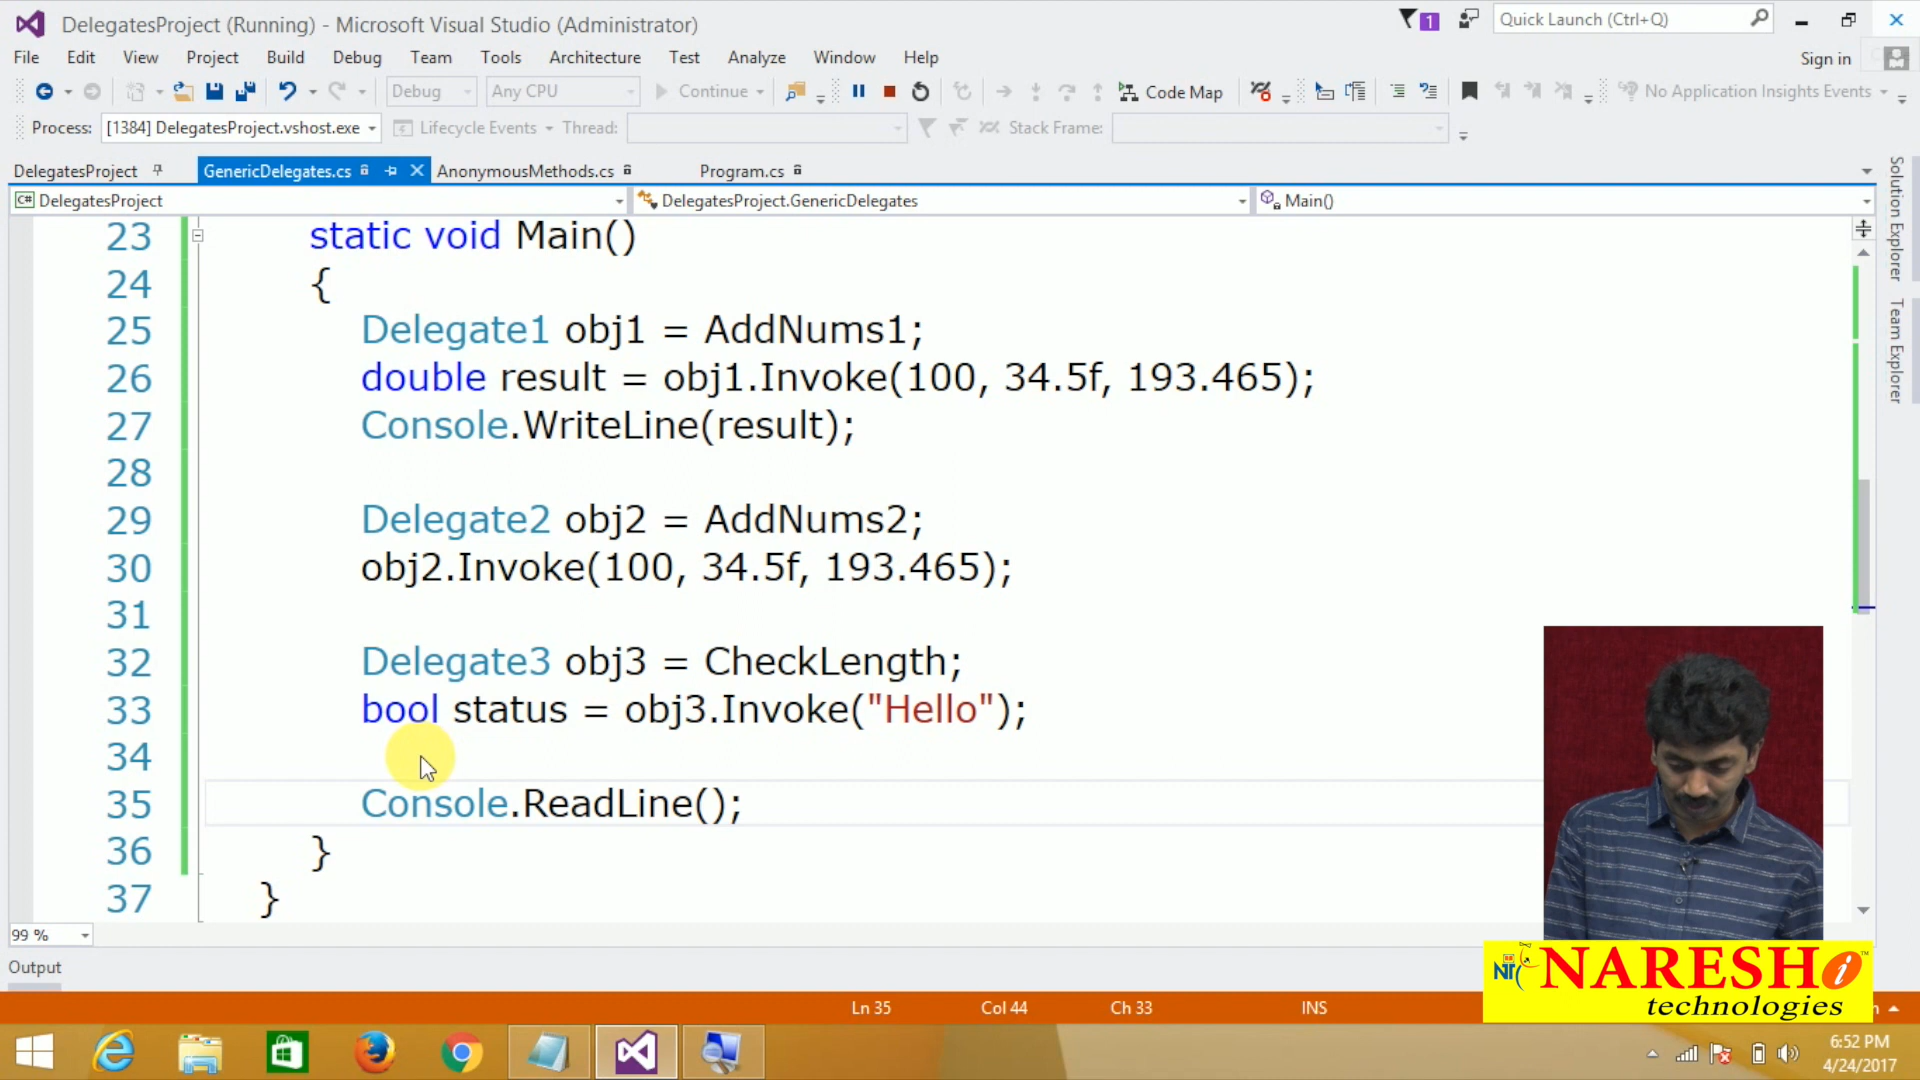 DelegatesProject (Running) - Microsoft Visual Studio (Administrator)
1
Quick Launch (Ctrl+Q)
File Edit View Project Build Debug Team Tools Architecture Test Analyze Window Help
Sign in
Debug Any CPU Continue Code Map No Application Insights Events
Process: [1384] DelegatesProject.vshost.exe Lifecycle Events Thread: Stack Frame:
DelegatesProject GenericDelegates.cs AnonymousMethods.cs Program.cs
C# DelegatesProject DelegatesProject.GenericDelegates Main()
Solution Explorer
Team Explorer
23 static void Main()
24 {
25 Delegate1 obj1 = AddNums1;
26 double result = obj1.Invoke(100, 34.5f, 193.465);
27 Console.WriteLine(result);
28
29 Delegate2 obj2 = AddNums2;
30 obj2.Invoke(100, 34.5f, 193.465);
31
32 Delegate3 obj3 = CheckLength;
33 bool status = obj3.Invoke("Hello");
34
35 Console.ReadLine();
36 }
37 }
99 %
Output
Ln 35 Col 44 Ch 33 INS
NARESH i
technologies
6:52 PM
4/24/2017